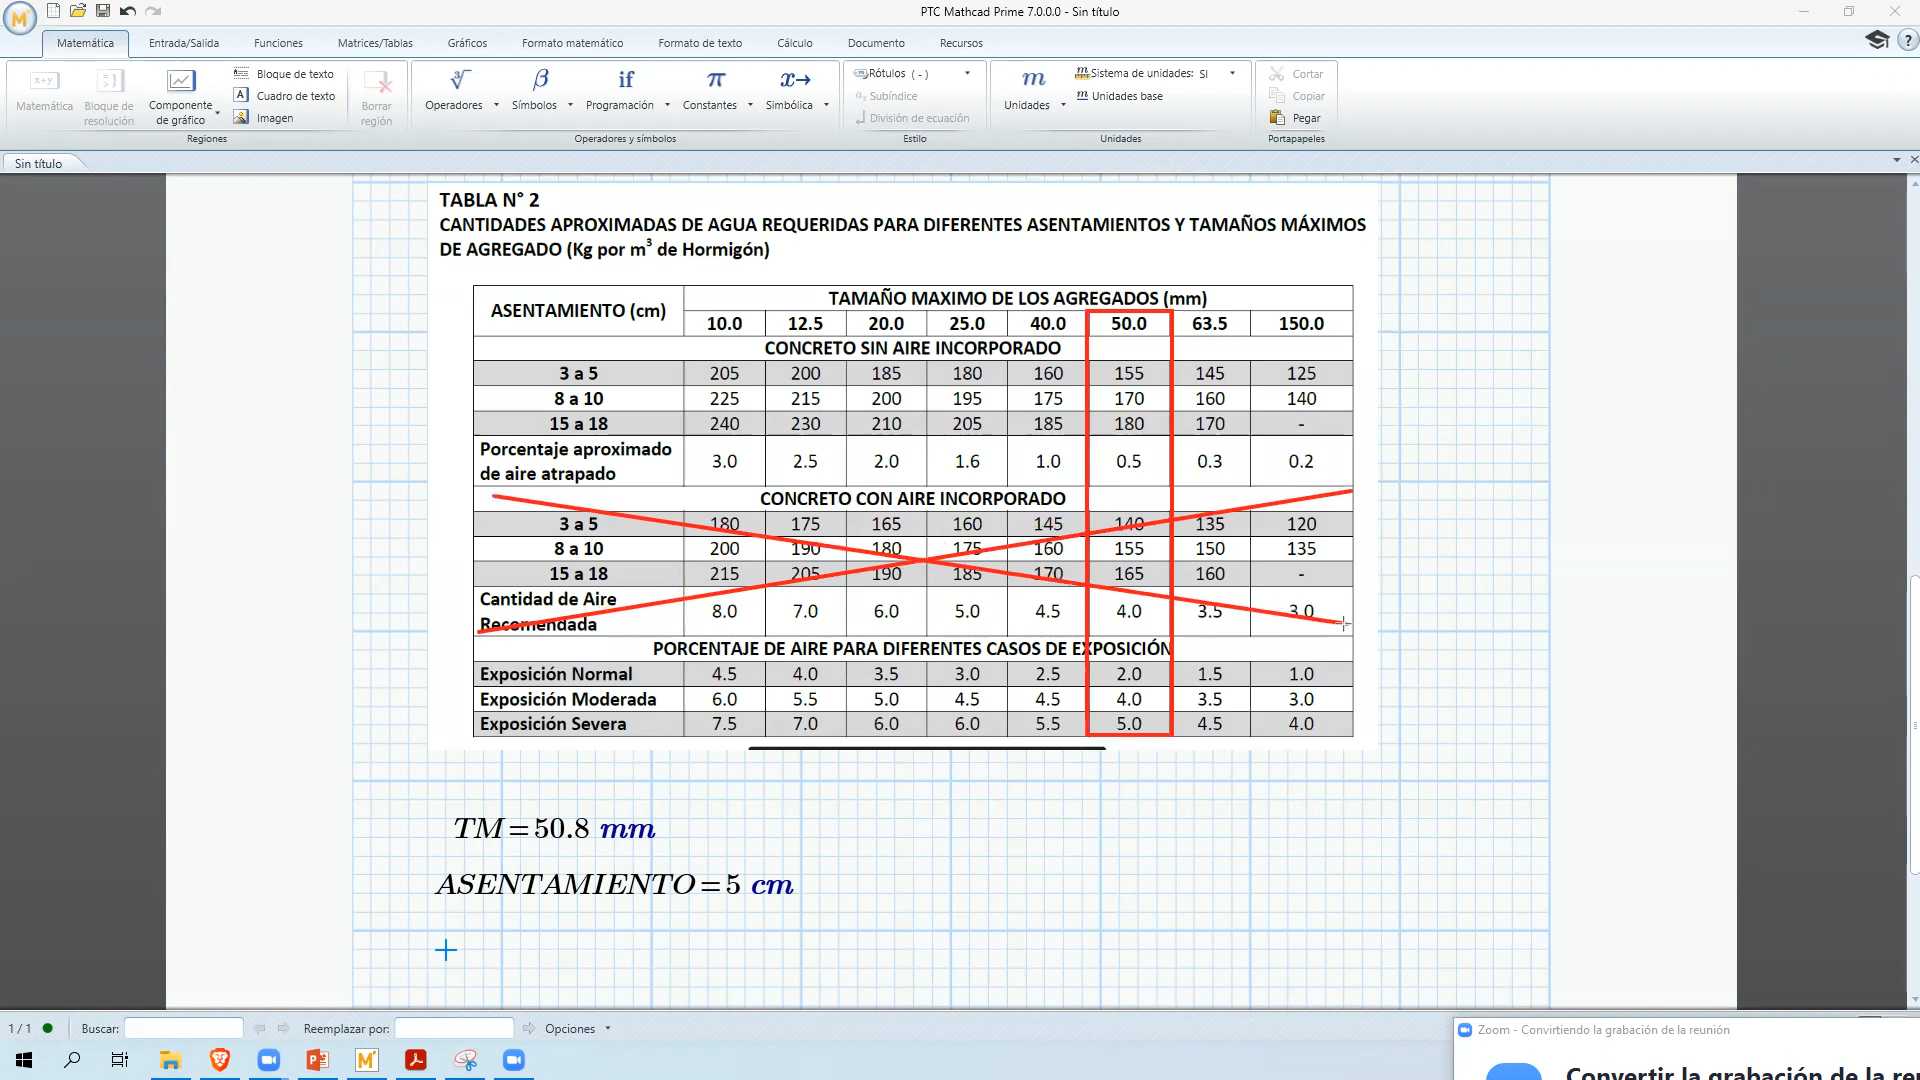 PTC Mathcad Prime 7.0.0.0 - Sin título
Matemática Entrada/Salida Funciones Matrices/Tablas Gráficos Formato matemático Formato de texto Cálculo Documento Recursos
Matemática
Bloque de resolución
Componente de gráfico
Bloque de texto
Cuadro de texto
Imagen
Borrar región
Regiones
Operadores
Símbolos
Programación
Constantes
Simbólica
Operadores y símbolos
Rótulos ( - )
Subíndice
División de ecuación
Estilo
Unidades
Sistema de unidades: SI
Unidades base
Unidades
Cortar
Copiar
Pegar
Portapapeles
Sin título
TABLA N° 2
CANTIDADES APROXIMADAS DE AGUA REQUERIDAS PARA DIFERENTES ASENTAMIENTOS Y TAMAÑOS MÁXIMOS
DE AGREGADO (Kg por m³ de Hormigón)
ASENTAMIENTO (cm) TAMAÑO MAXIMO DE LOS AGREGADOS (mm)
10.0 12.5 20.0 25.0 40.0 50.0 63.5 150.0
CONCRETO SIN AIRE INCORPORADO
3 a 5 205 200 185 180 160 155 145 125
8 a 10 225 215 200 195 175 170 160 140
15 a 18 240 230 210 205 185 180 170 -
Porcentaje aproximado
de aire atrapado 3.0 2.5 2.0 1.6 1.0 0.5 0.3 0.2
CONCRETO CON AIRE INCORPORADO
3 a 5 180 175 165 160 145 140 135 120
8 a 10 200 190 180 175 160 155 150 135
15 a 18 215 205 190 185 170 165 160 -
Cantidad de Aire
Recomendada 8.0 7.0 6.0 5.0 4.5 4.0 3.5 3.0
PORCENTAJE DE AIRE PARA DIFERENTES CASOS DE EXPOSICIÓN
Exposición Normal 4.5 4.0 3.5 3.0 2.5 2.0 1.5 1.0
Exposición Moderada 6.0 5.5 5.0 4.5 4.5 4.0 3.5 3.0
Exposición Severa 7.5 7.0 6.0 6.0 5.5 5.0 4.5 4.0
TM = 50.8 mm
ASENTAMIENTO = 5 cm
1 / 1 Buscar: Reemplazar por: Opciones
Zoom - Convirtiendo la grabación de la reunión
Convertir la grabación de la